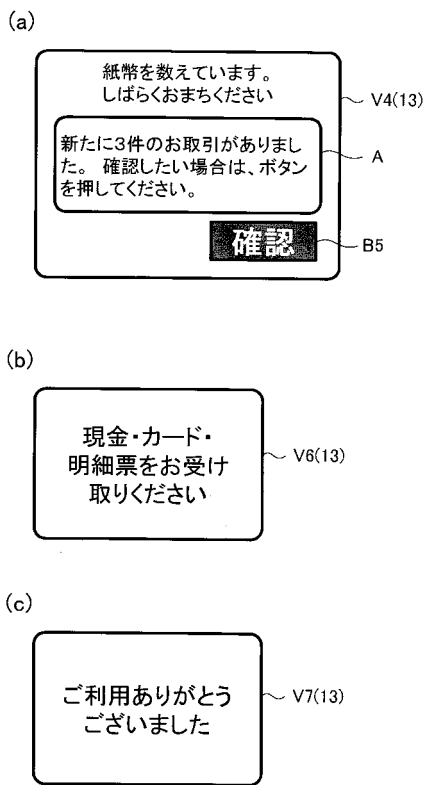 (a)
紙幣を数えています。
しばらくおまちください
V4(13)
新たに3件のお取引がありまし
た。 確認したい場合は、ボタン
を押してください。
A
確認
B5
(b)
現金・カード・
明細票をお受け
取りください
V6(13)
(c)
ご利用ありがとう
ございました
V7(13)